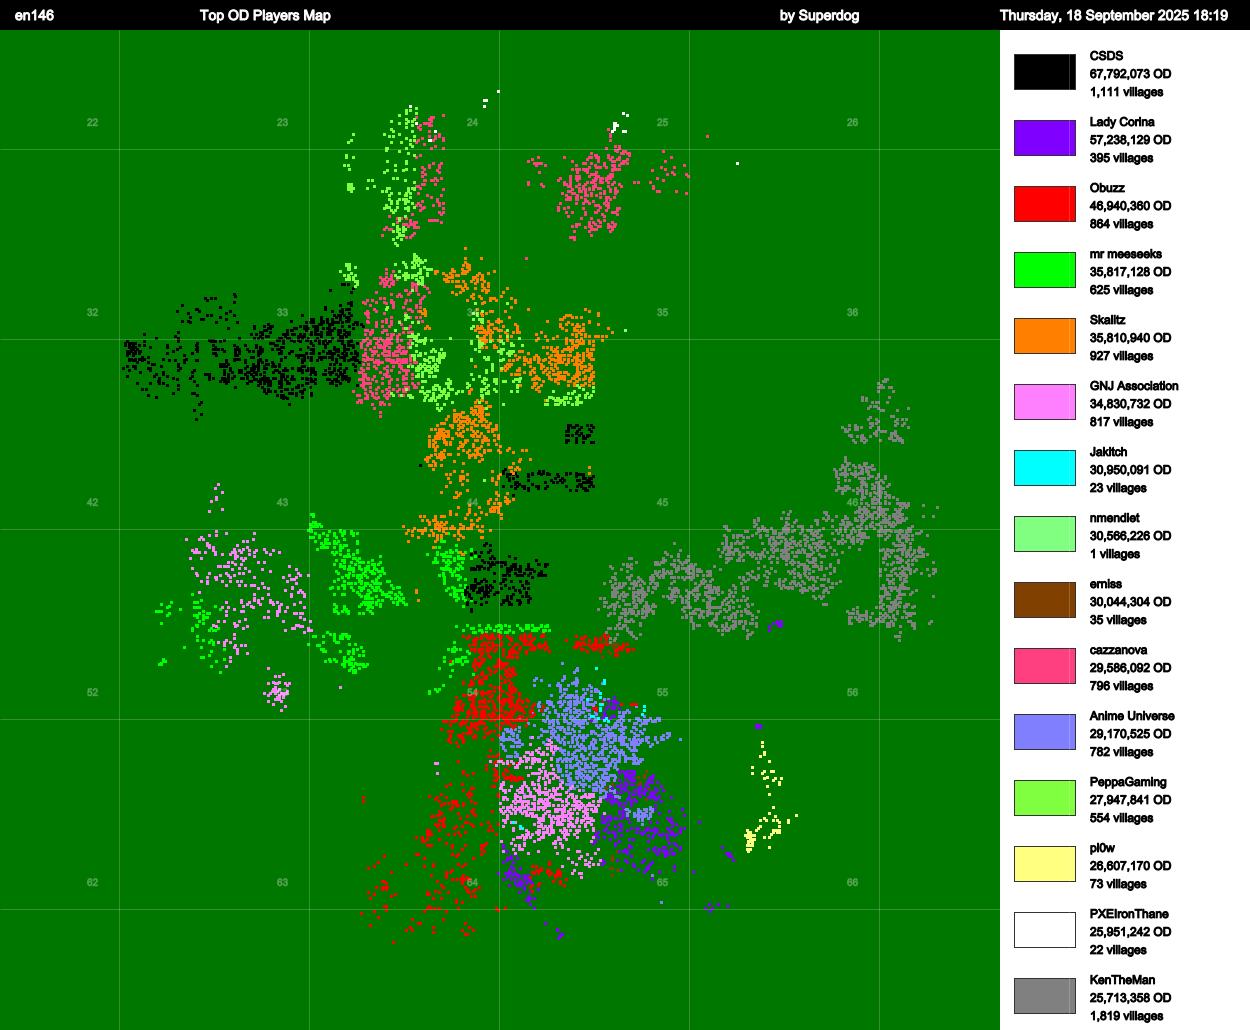 en146 Top OD Players Map by Superdog Thursday, 18 September 2025 18:19
22 23 24 25 26
32 33 34 35 36
42 43 44 45 46
52 53 54 55 56
62 63 64 65 66
CSDS
67,792,073 OD
1,111 villages
Lady Corina
57,238,129 OD
395 villages
Obuzz
46,940,360 OD
864 villages
mr meeseeks
35,817,128 OD
625 villages
Skalitz
35,810,940 OD
927 villages
GNJ Association
34,830,732 OD
817 villages
Jakitch
30,950,091 OD
23 villages
nmendiet
30,566,226 OD
1 villages
erniss
30,044,304 OD
35 villages
cazzanova
29,586,092 OD
796 villages
Anime Universe
29,170,525 OD
782 villages
PeppaGaming
27,947,841 OD
554 villages
pl0w
26,607,170 OD
73 villages
PXEIronThane
25,951,242 OD
22 villages
KenTheMan
25,713,358 OD
1,819 villages